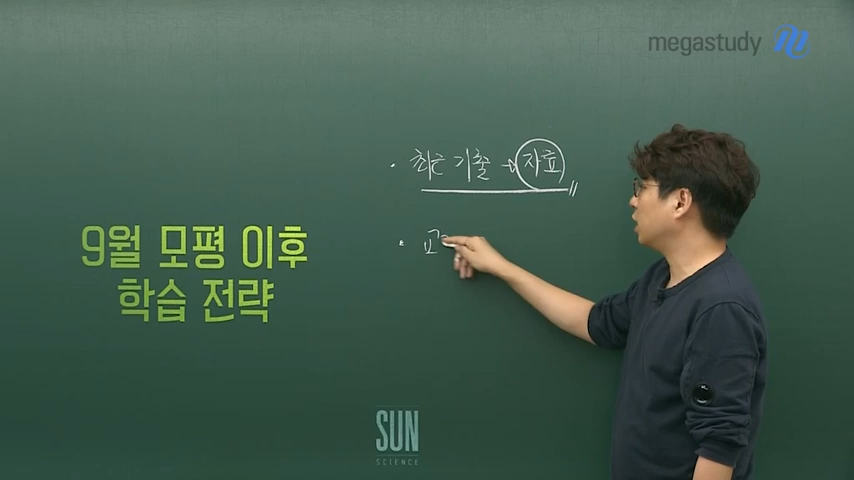 megastudy
최근 기출 → 자료
9월 모평 이후
학습 전략
교
SUN
SCIENCE